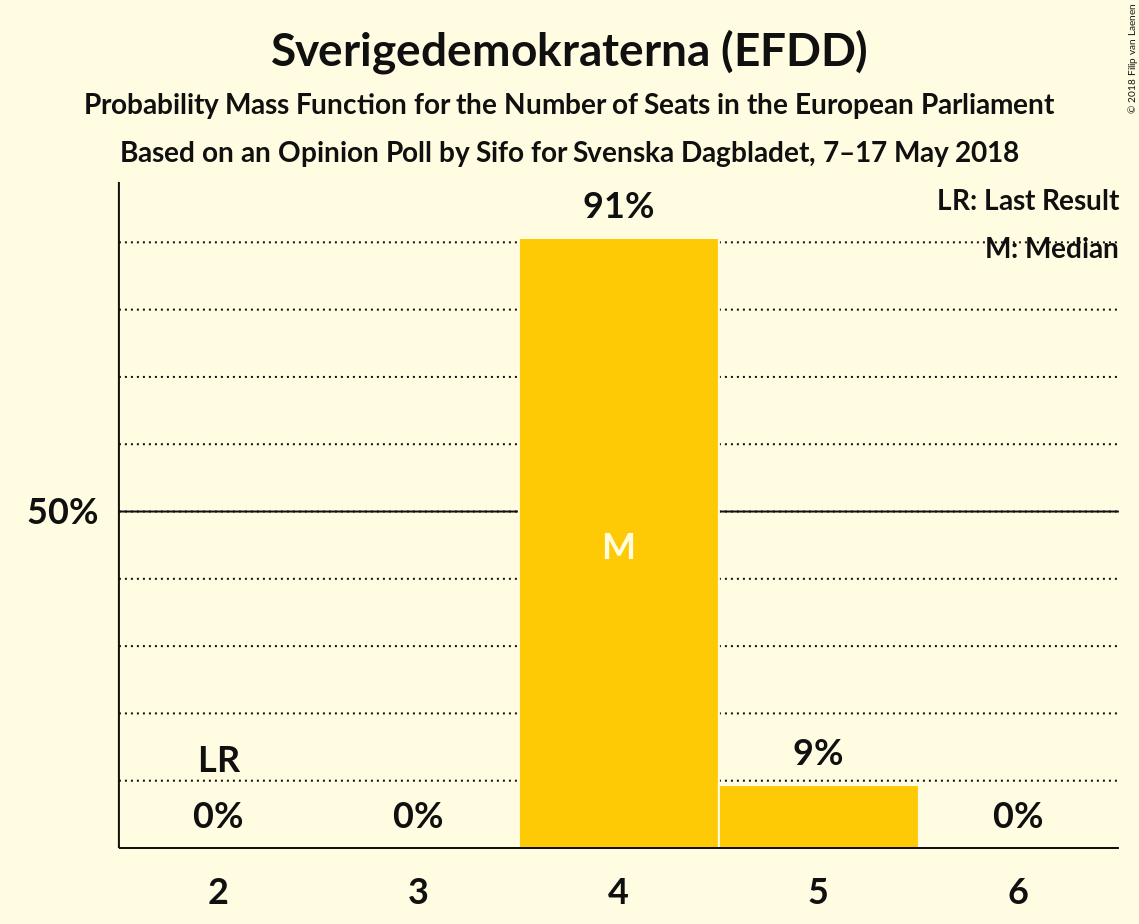 Sverigedemokraterna (EFDD)
Probability Mass Function for the Number of Seats in the European Parliament
Based on an Opinion Poll by Sifo for Svenska Dagbladet, 7–17 May 2018
© 2018 Filip van Laenen
LR: Last Result
M: Median
91%
50%
M
LR
9%
0% 0% 0%
2 3 4 5 6